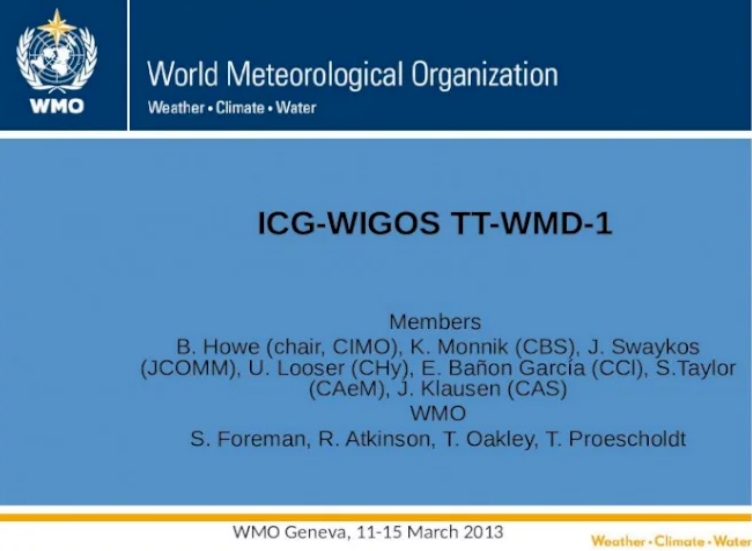 WMO
World Meteorological Organization
Weather • Climate • Water
ICG-WIGOS TT-WMD-1
Members
B. Howe (chair, CIMO), K. Monnik (CBS), J. Swaykos
(JCOMM), U. Looser (CHy), E. Bañon García (CCl), S.Taylor
(CAeM), J. Klausen (CAS)
WMO
S. Foreman, R. Atkinson, T. Oakley, T. Proescholdt
WMO Geneva, 11-15 March 2013
Weather • Climate • Water